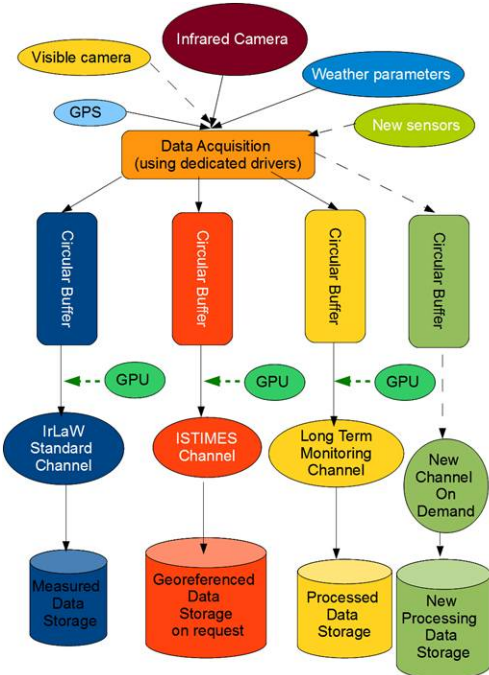 Infrared Camera
Visible camera
Weather parameters
GPS
New sensors
Data Acquisition
(using dedicated drivers)
Circular Buffer
Circular Buffer
Circular Buffer
Circular Buffer
GPU
GPU
GPU
IrLaW
Standard
Channel
ISTIMES
Channel
Long Term
Monitoring
Channel
New
Channel
On
Demand
Measured
Data
Storage
Georeferenced
Data
Storage
on request
Processed
Data
Storage
New
Processing
Data
Storage